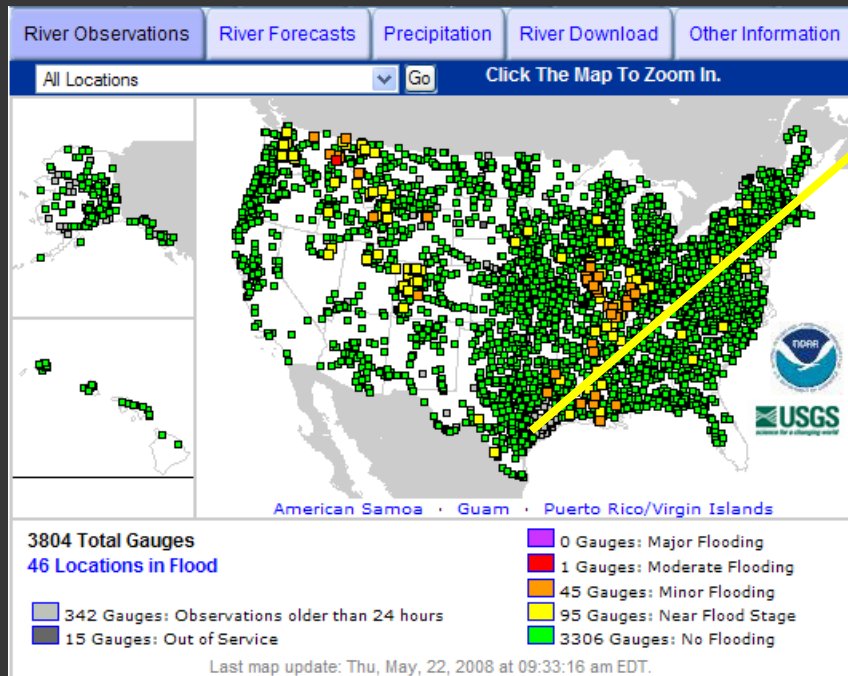 River Observations River Forecasts Precipitation River Download Other Information
All Locations Go Click The Map To Zoom In.
NOAA
USGS
science for a changing world
American Samoa · Guam · Puerto Rico/Virgin Islands
3804 Total Gauges
46 Locations in Flood
342 Gauges: Observations older than 24 hours
15 Gauges: Out of Service
0 Gauges: Major Flooding
1 Gauges: Moderate Flooding
45 Gauges: Minor Flooding
95 Gauges: Near Flood Stage
3306 Gauges: No Flooding
Last map update: Thu, May, 22, 2008 at 09:33:16 am EDT.